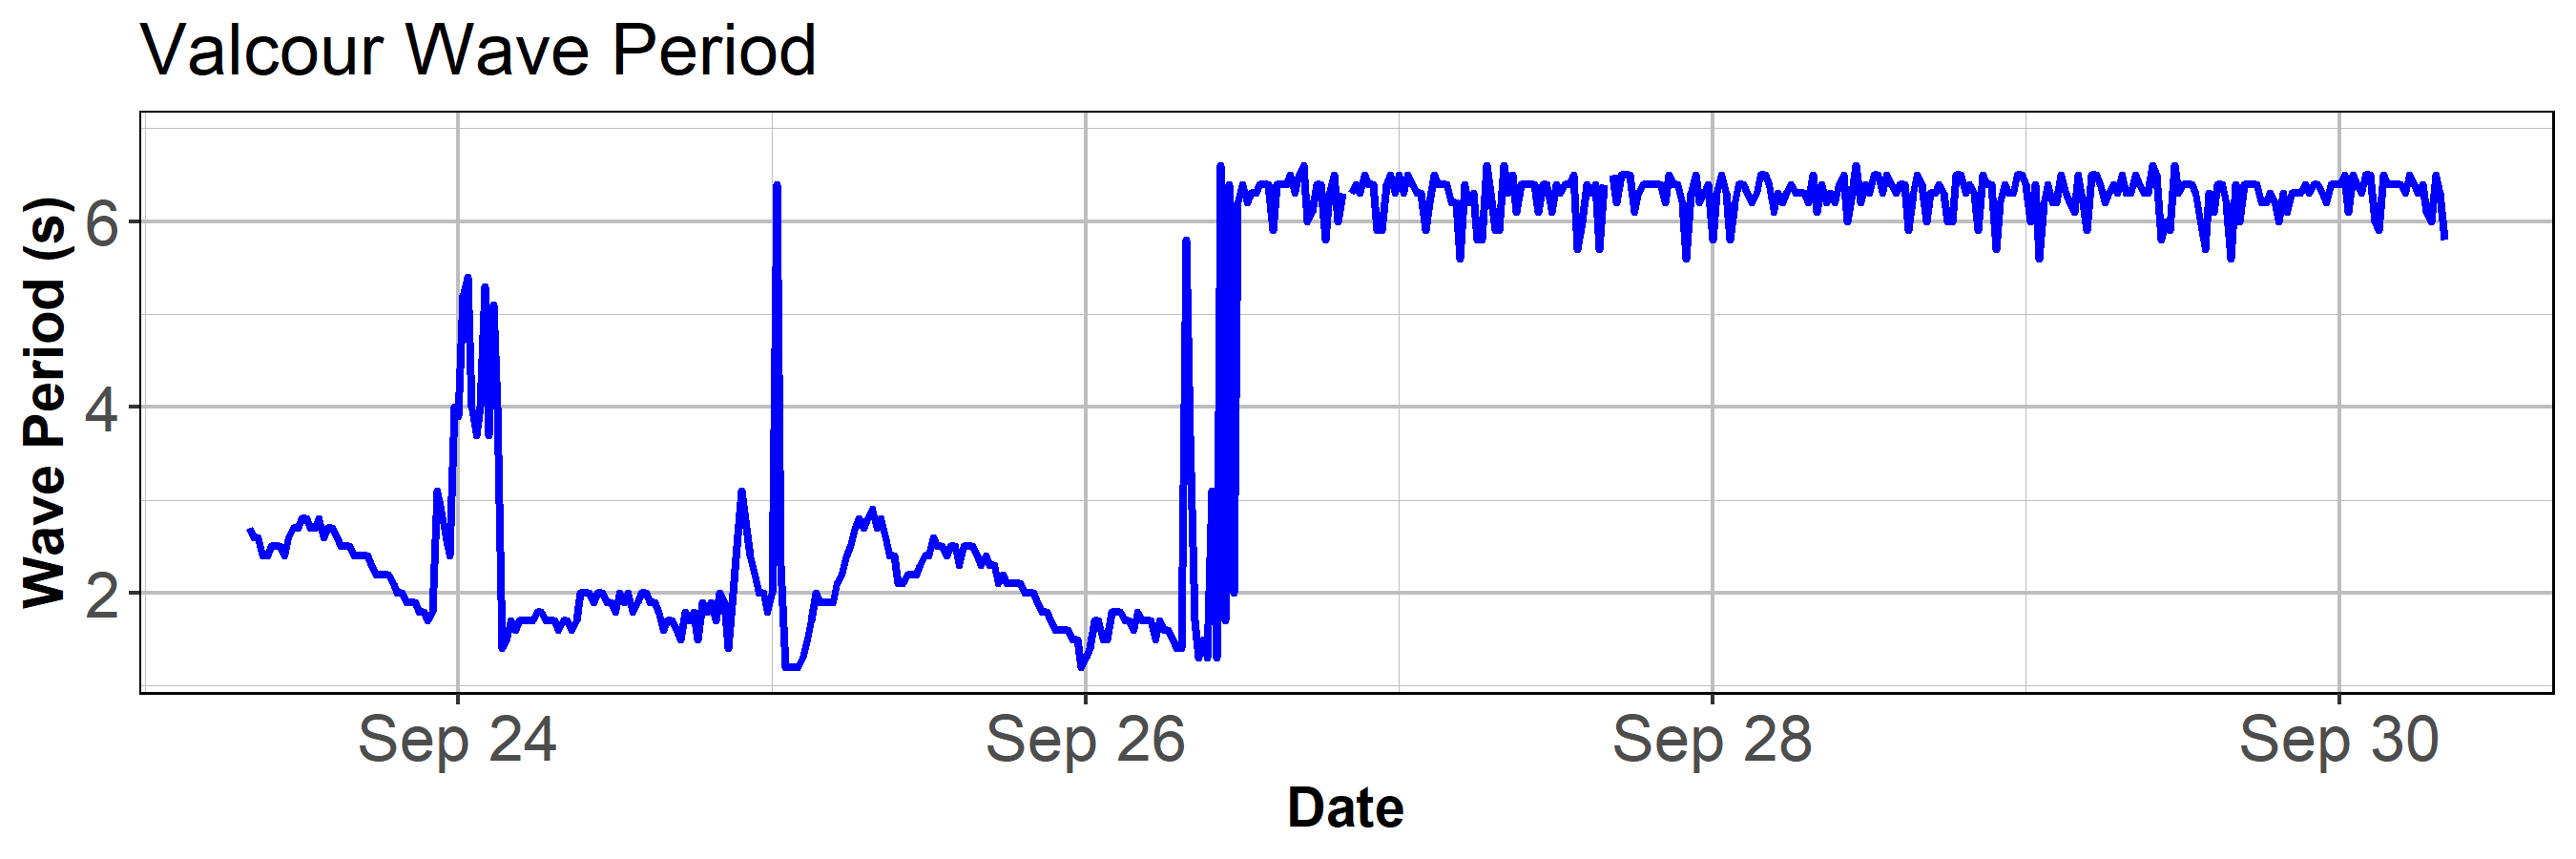 Valcour Wave Period
Wave Period (s)
6
4
2
Sep 24
Sep 26
Sep 28
Sep 30
Date